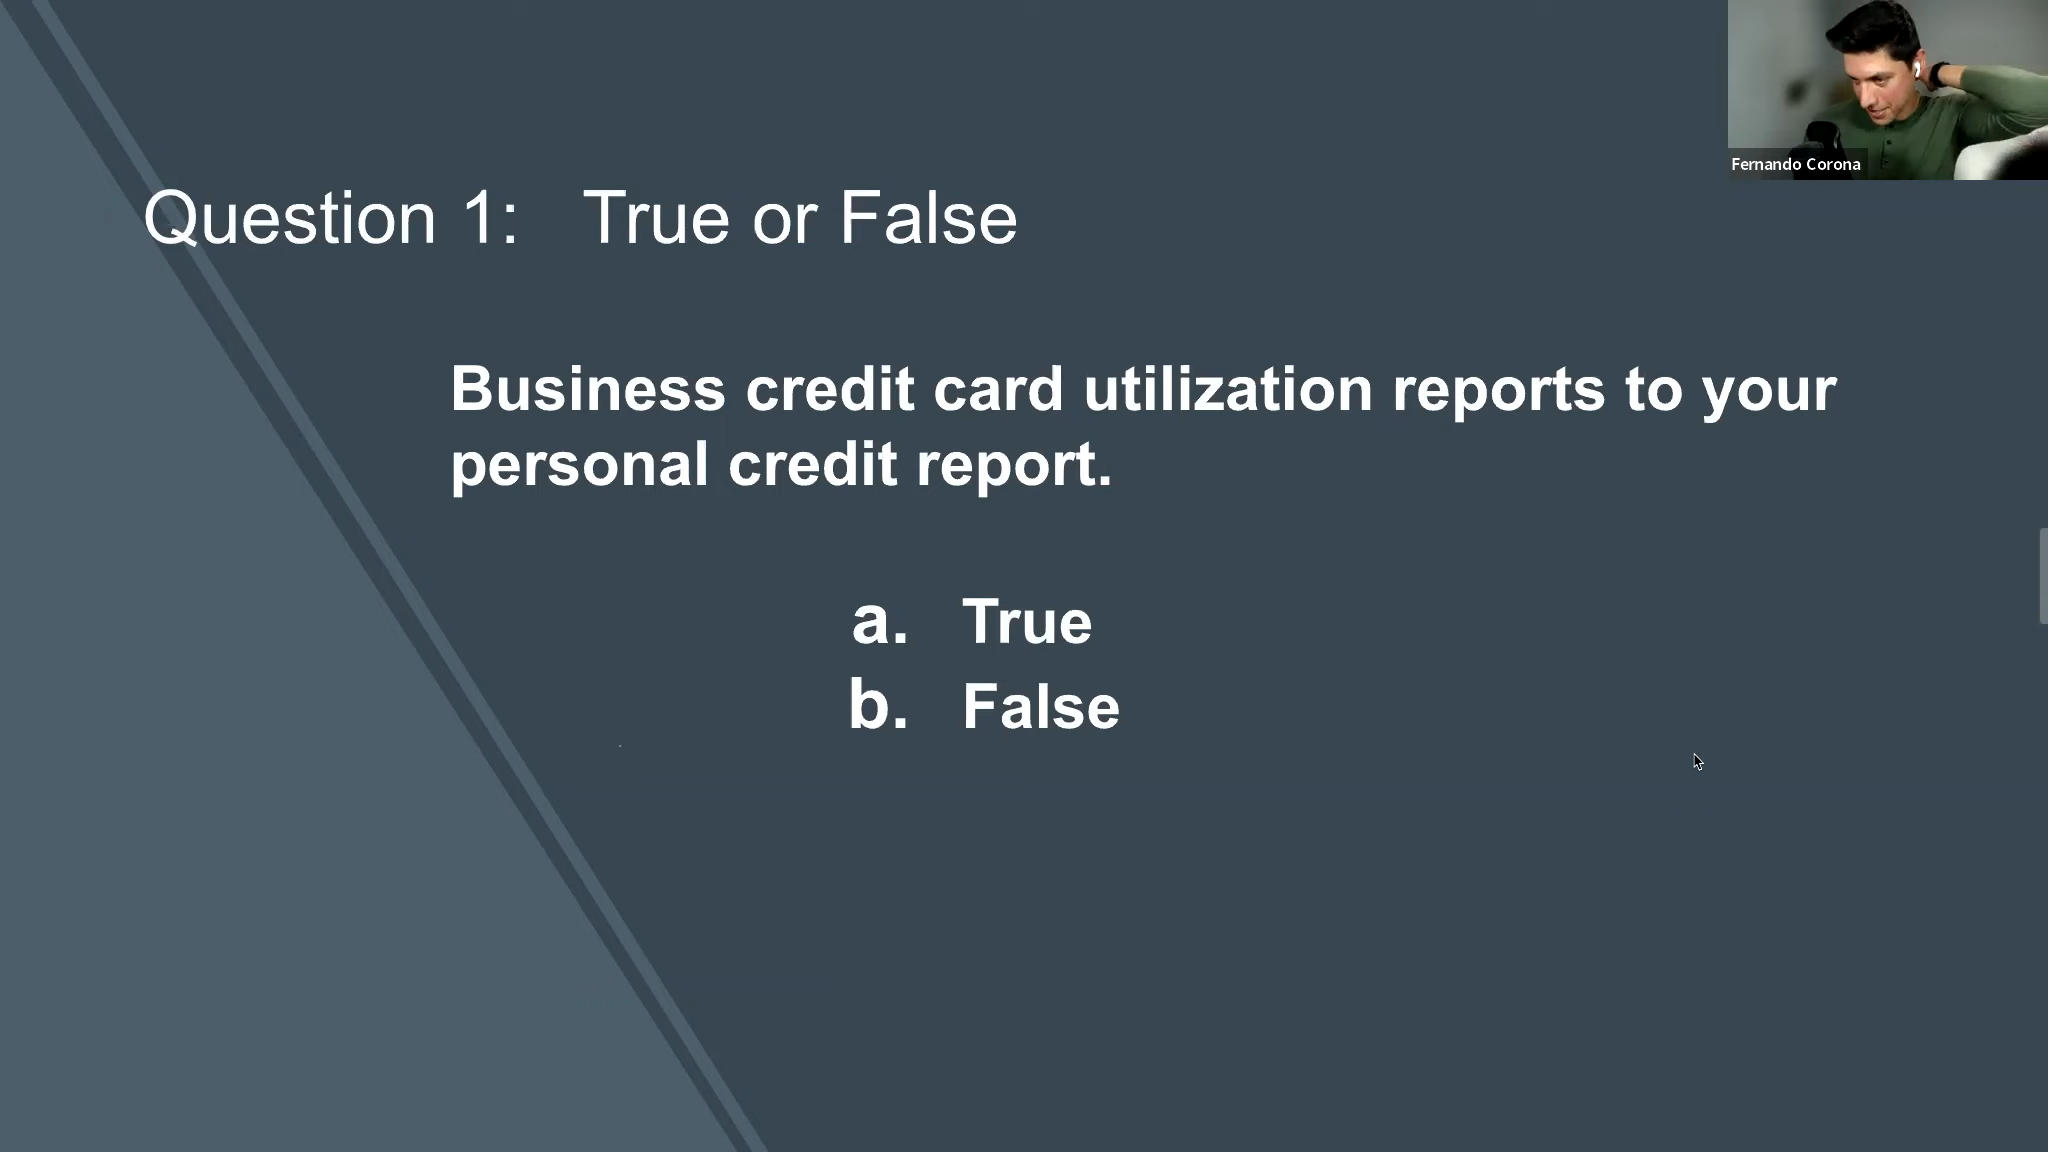 Fernando Corona
Question 1: True or False
Business credit card utilization reports to your
personal credit report.
a. True
b. False